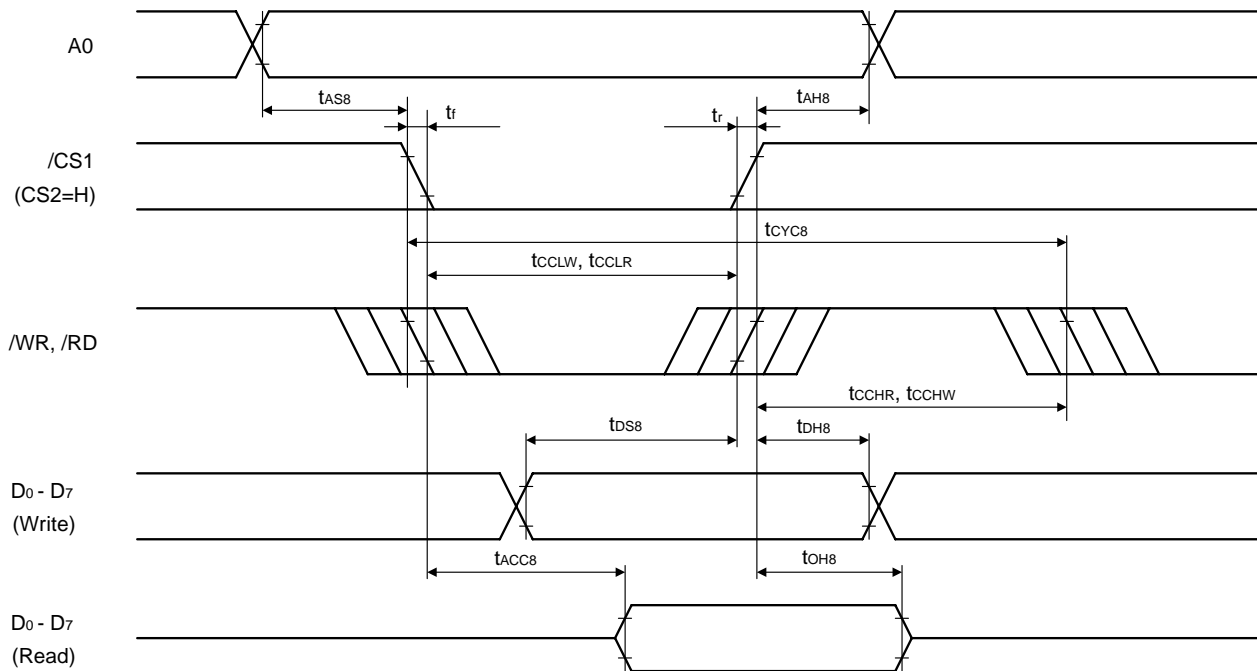 A0
tAS8
tf
tr
tAH8
/CS1
(CS2=H)
tCYC8
tCCLW, tCCLR
/WR, /RD
tCCHR, tCCHW
tDS8
tDH8
D0 - D7
(Write)
tACC8
tOH8
D0 - D7
(Read)